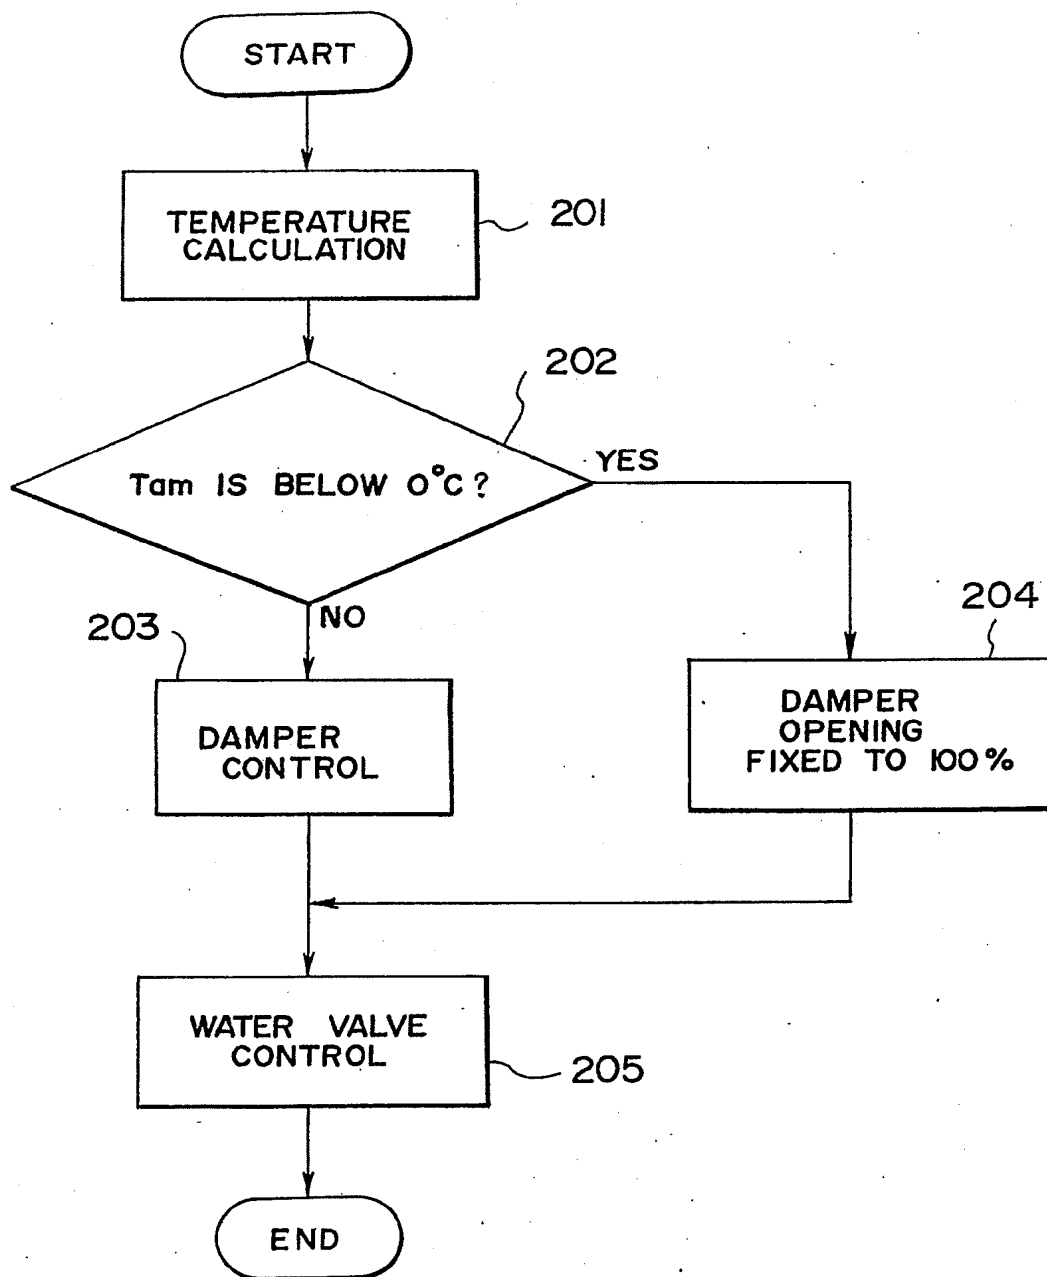 START
TEMPERATURE
CALCULATION
201
202
Tam IS BELOW 0°C?
YES
NO
203
204
DAMPER
CONTROL
DAMPER
OPENING
FIXED TO 100%
WATER VALVE
CONTROL
205
END